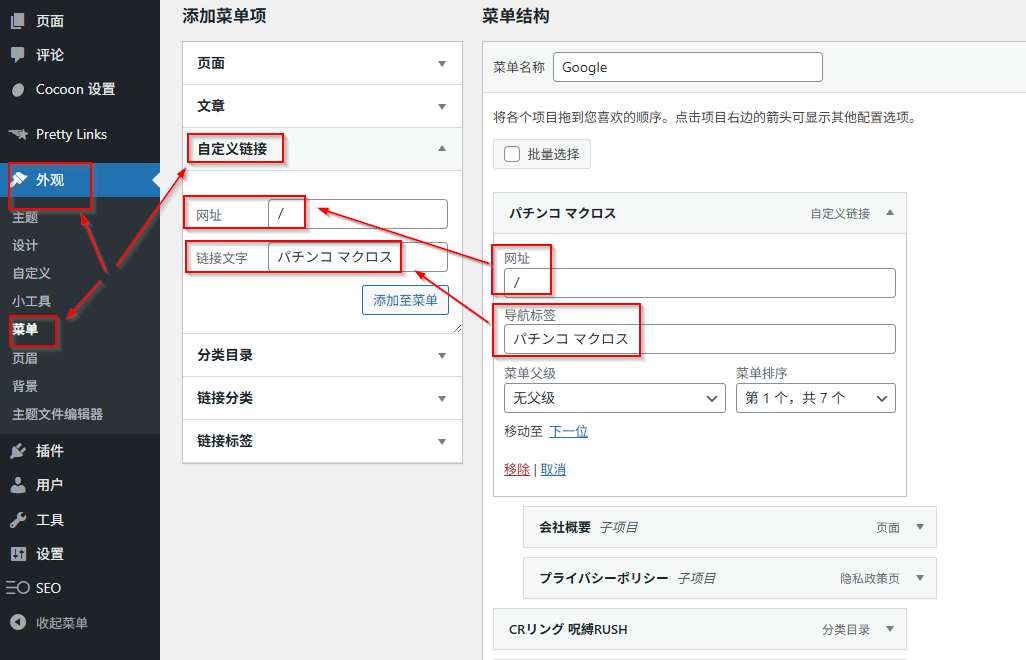 页面
评论
Cocoon 设置
Pretty Links
外观
主题
设计
自定义
小工具
菜单
页眉
背景
主题文件编辑器
插件
用户
工具
设置
SEO
收起菜单
添加菜单项
页面
文章
自定义链接
网址 /
链接文字 パチンコ マクロス
添加至菜单
分类目录
链接分类
链接标签
菜单结构
菜单名称 Google
将各个项目拖到您喜欢的顺序。点击项目右边的箭头可显示其他配置选项。
批量选择
パチンコ マクロス 自定义链接
网址
/
导航标签
パチンコ マクロス
菜单父级 菜单排序
无父级 第 1 个，共 7 个
移动至 下一位
移除 | 取消
会社概要 子项目 页面
プライバシーポリシー 子项目 隐私政策页
CRリング 呪縛RUSH 分类目录